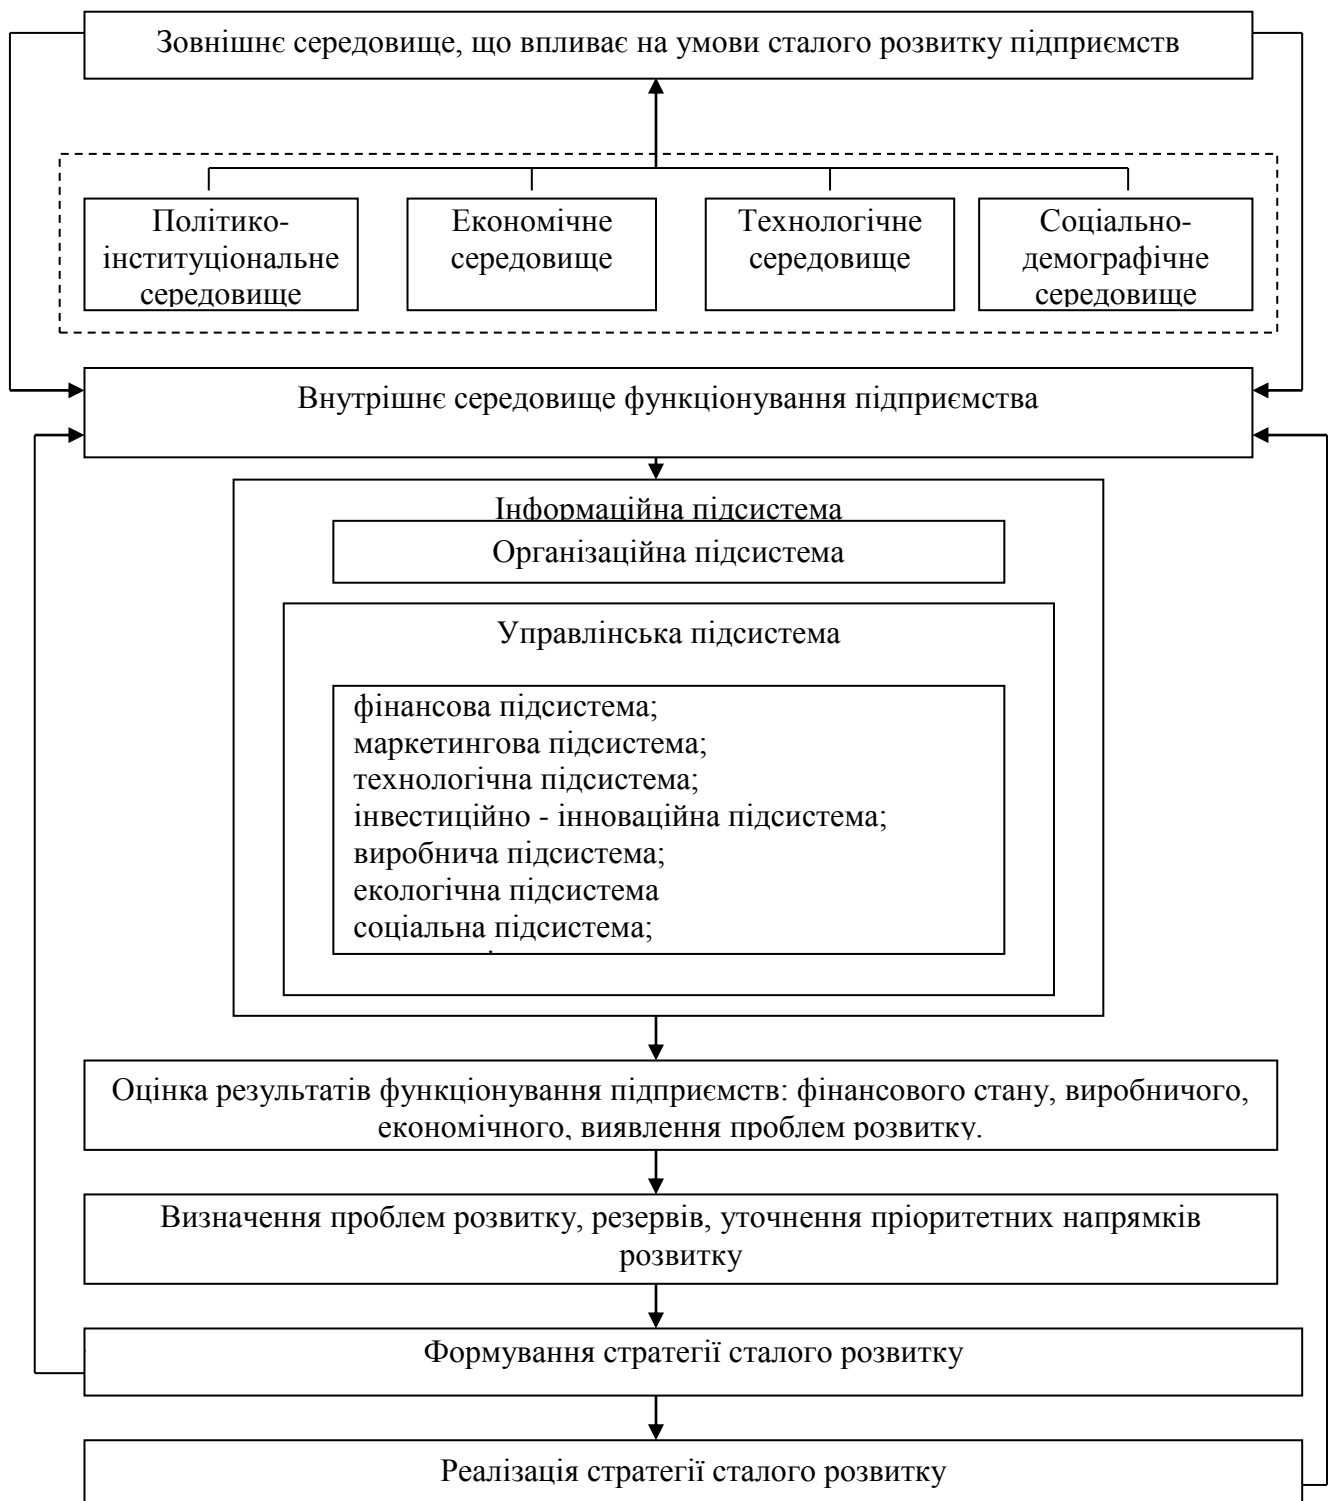 Зовнішнє середовище, що впливає на умови сталого розвитку підприємств
Політико-
інституціональне
середовище
Економічне
середовище
Технологічне
середовище
Соціально-
демографічне
середовище
Внутрішнє середовище функціонування підприємства
Інформаційна підсистема
Організаційна підсистема
Управлінська підсистема
фінансова підсистема;
маркетингова підсистема;
технологічна підсистема;
інвестиційно - інноваційна підсистема;
виробнича підсистема;
екологічна підсистема
соціальна підсистема;
Оцінка результатів функціонування підприємств: фінансового стану, виробничого,
економічного, виявлення проблем розвитку.
Визначення проблем розвитку, резервів, уточнення пріоритетних напрямків
розвитку
Формування стратегії сталого розвитку
Реалізація стратегії сталого розвитку